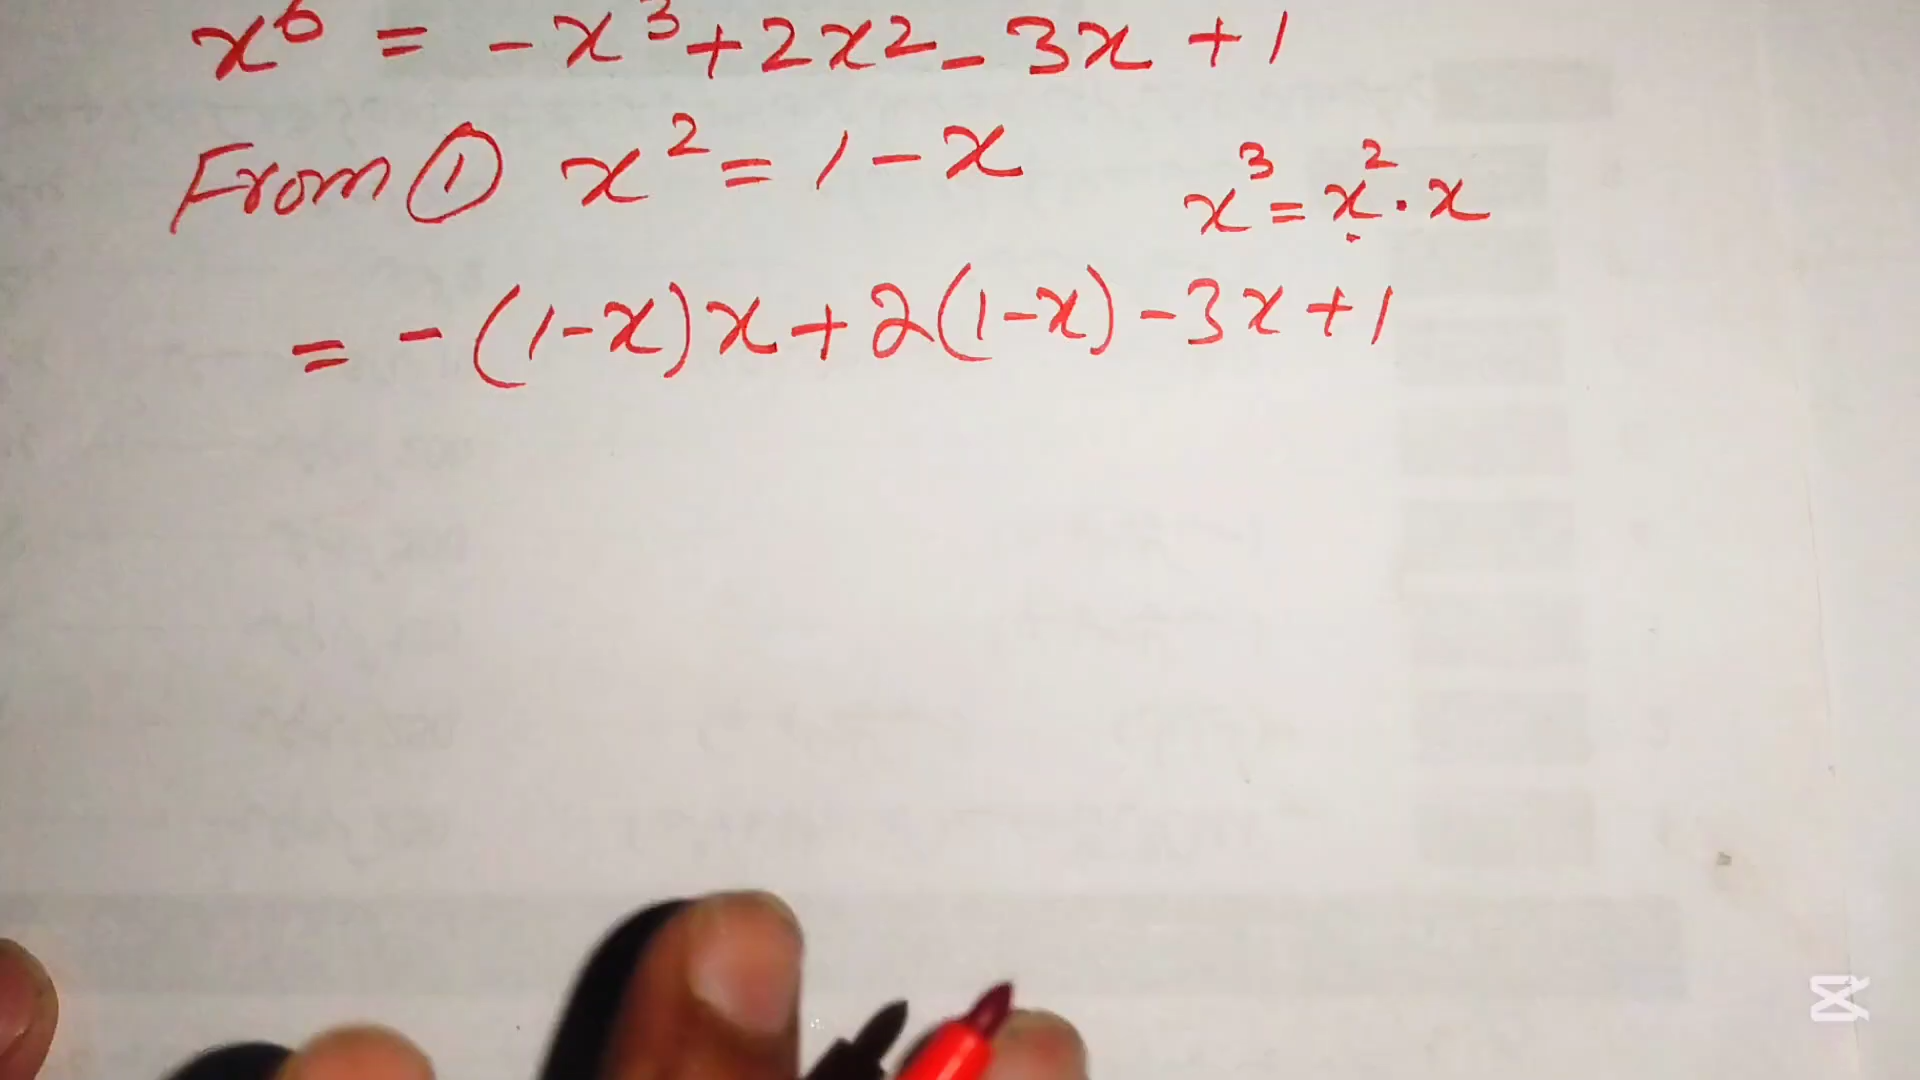 x⁶ = -x³+2x2-3x+1
From ① x² = 1-x
x³ = x²·x
= -(1-x)x+2(1-x)-3x+1